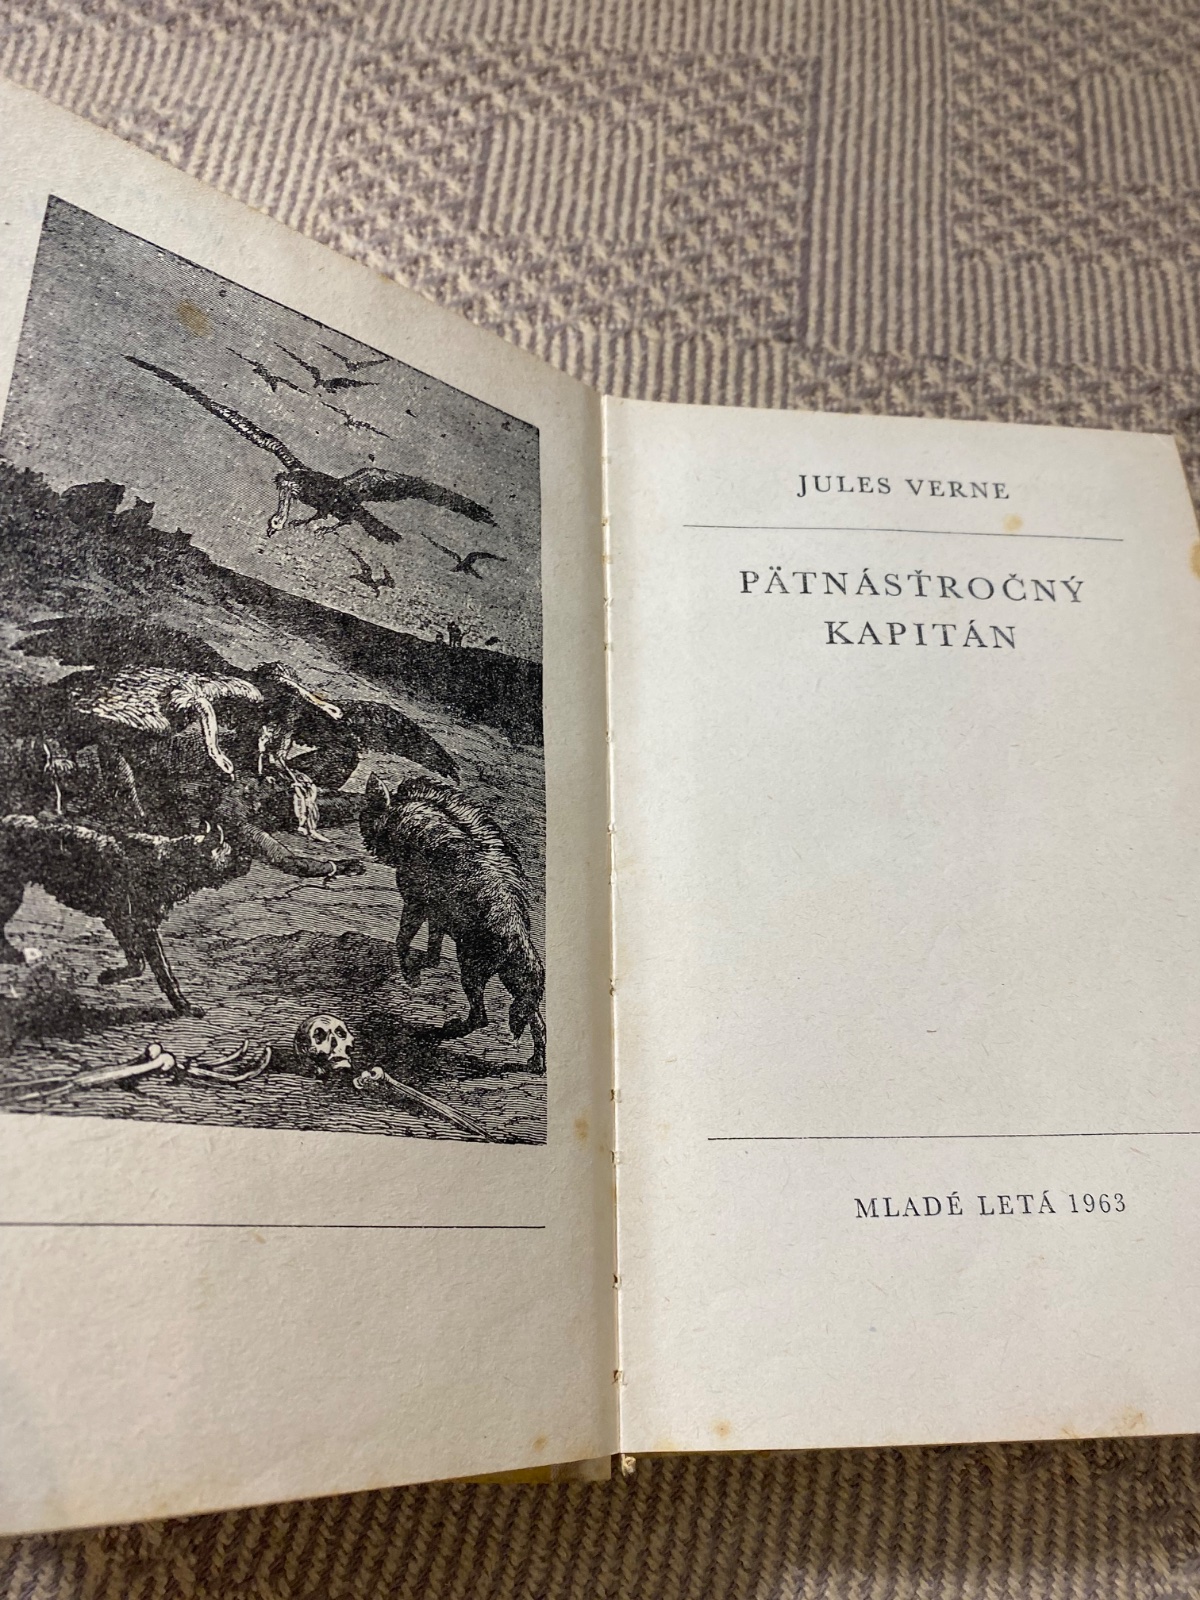 JULES VERNE
PÄTNÁSŤROČNÝ
KAPITÁN
MLADÉ LETÁ 1963